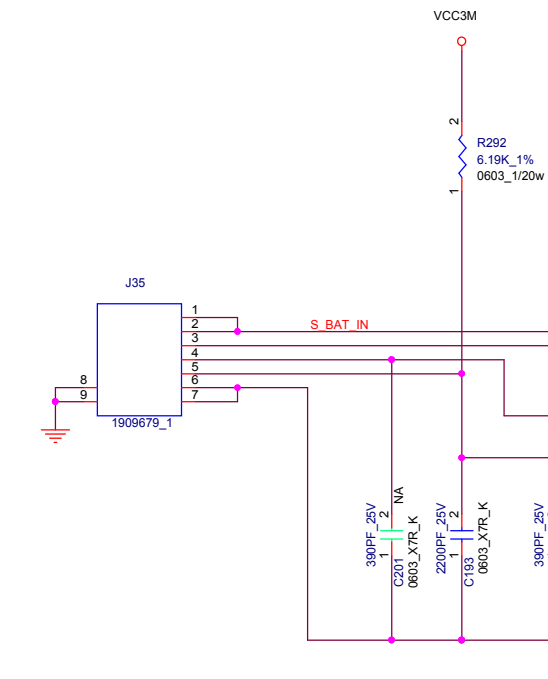 VCC3M
2
R292
6.19K_1%
0603_1/20w
1
J35
1
2
S_BAT_IN
3
4
5
8
6
9
7
1909679_1
390PF_25V
2
NA
1
C201
0603_X7R_K
2200PF_25V
2
1
C193
0603_X7R_K
390PF_25V